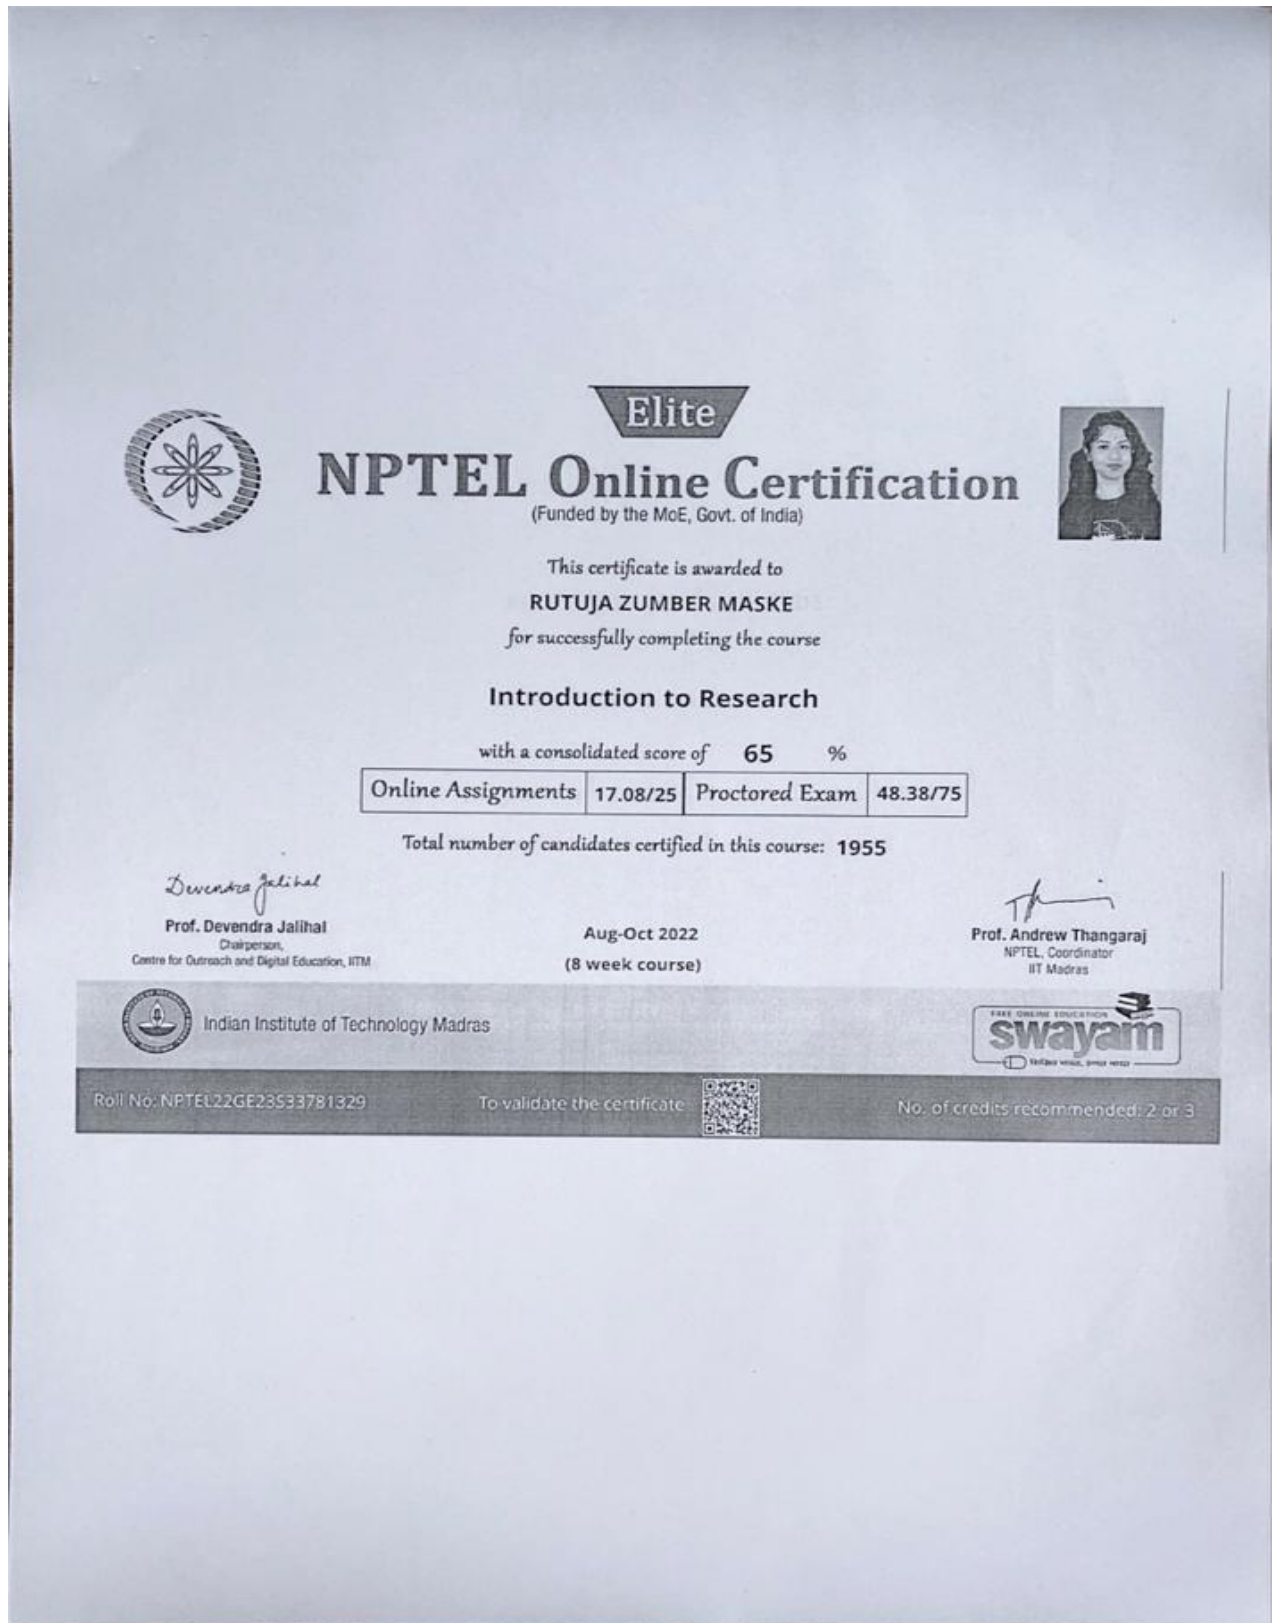 Elite
NPTEL Online Certification
(Funded by the MoE, Govt. of India)
This certificate is awarded to
RUTUJA ZUMBER MASKE
for successfully completing the course
Introduction to Research
with a consolidated score of 65 %
Online Assignments 17.08/25 Proctored Exam 48.38/75
Total number of candidates certified in this course: 1955
Devendra Jalihal
Prof. Devendra Jalihal
Chairperson,
Centre for Outreach and Digital Education, IITM
Aug-Oct 2022
(8 week course)
Prof. Andrew Thangaraj
NPTEL, Coordinator
IIT Madras
Indian Institute of Technology Madras
FREE ONLINE EDUCATION
swayam
Roll No: NPTEL22GE23S33781329
To validate the certificate
No. of credits recommended: 2 or 3